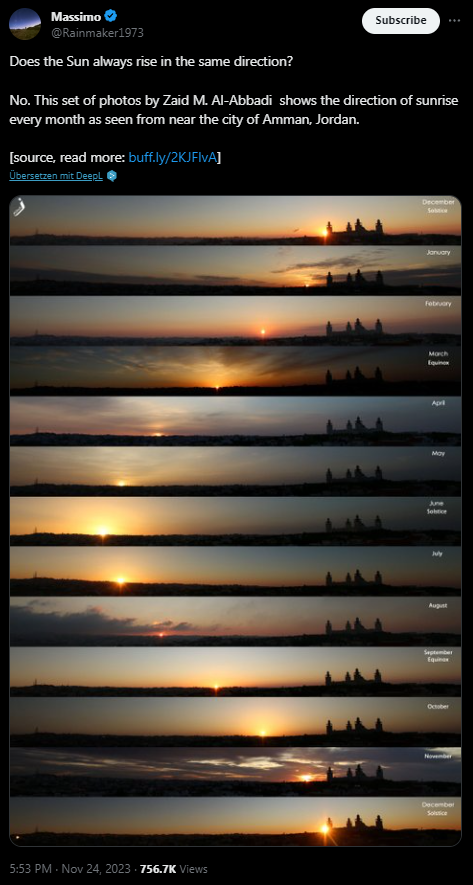 Massimo
@Rainmaker1973
Subscribe
Does the Sun always rise in the same direction?
No. This set of photos by Zaid M. Al-Abbadi shows the direction of sunrise
every month as seen from near the city of Amman, Jordan.
[source, read more: buff.ly/2KJFlvA]
Übersetzen mit DeepL
December
Solstice
January
February
March
Equinox
April
May
June
Solstice
July
August
September
Equinox
October
November
December
Solstice
5:53 PM · Nov 24, 2023 · 756.7K Views